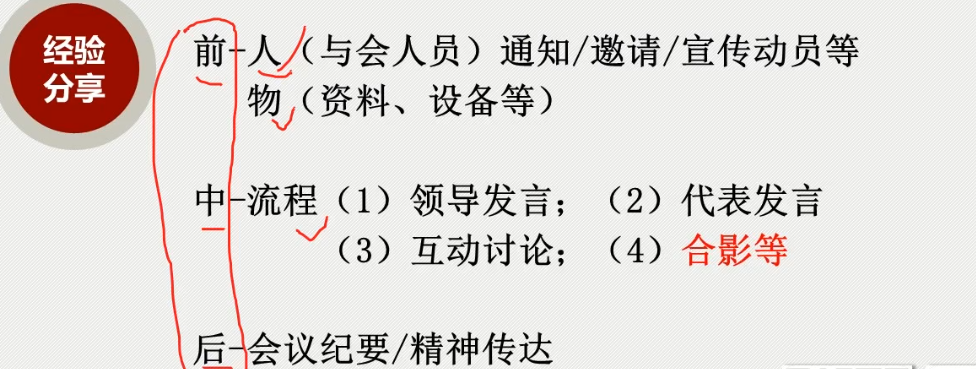 经验
分享
前-人（与会人员）通知/邀请/宣传动员等
物（资料、设备等）
中-流程（1）领导发言；（2）代表发言
（3）互动讨论；（4）合影等
后-会议纪要/精神传达